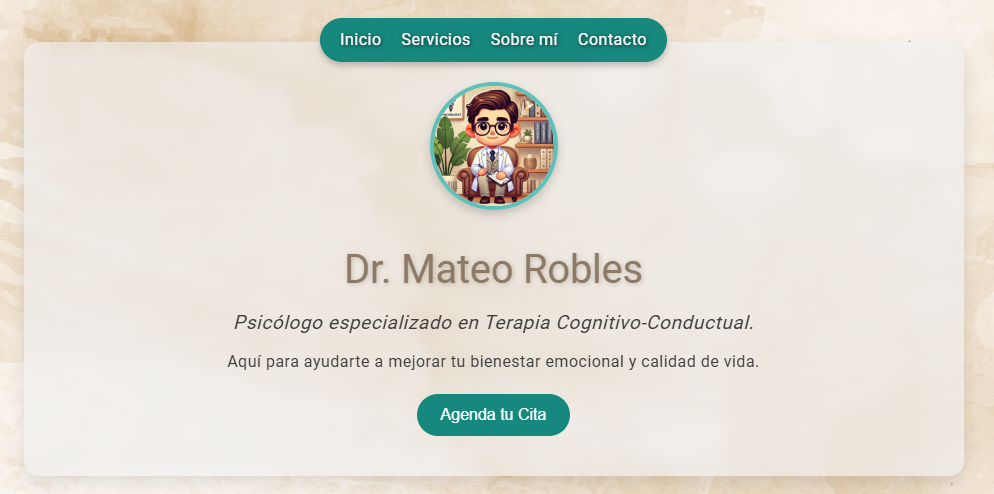 Inicio Servicios Sobre mí Contacto
Dr. Mateo Robles
Psicólogo especializado en Terapia Cognitivo-Conductual.
Aquí para ayudarte a mejorar tu bienestar emocional y calidad de vida.
Agenda tu Cita